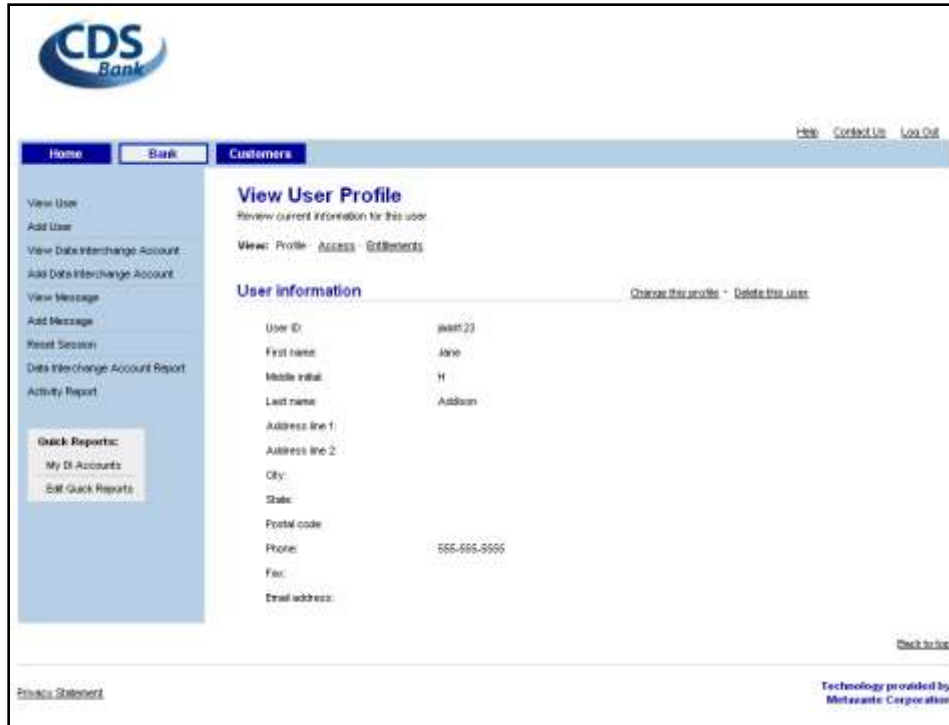 CDS
Bank
Help Contact Us Log Out
Home Bank Customers
View User
Add User
View Data Interchange Account
Add Data Interchange Account
View Message
Add Message
Reset Session
Data Interchange Account Report
Activity Report
Quick Reports:
My DI Accounts
Edit Quick Reports
View User Profile
Review current information for this user.
View: Profile · Access · Entitlements
User information
Change this profile · Delete this user
User ID:
First name: Jane
Middle initial: H
Last name: Addison
Address line 1:
Address line 2:
City:
State:
Postal code:
Phone: 555-555-5555
Fax:
Email address:
Back to top
Privacy Statement
Technology provided by
Metavante Corporation